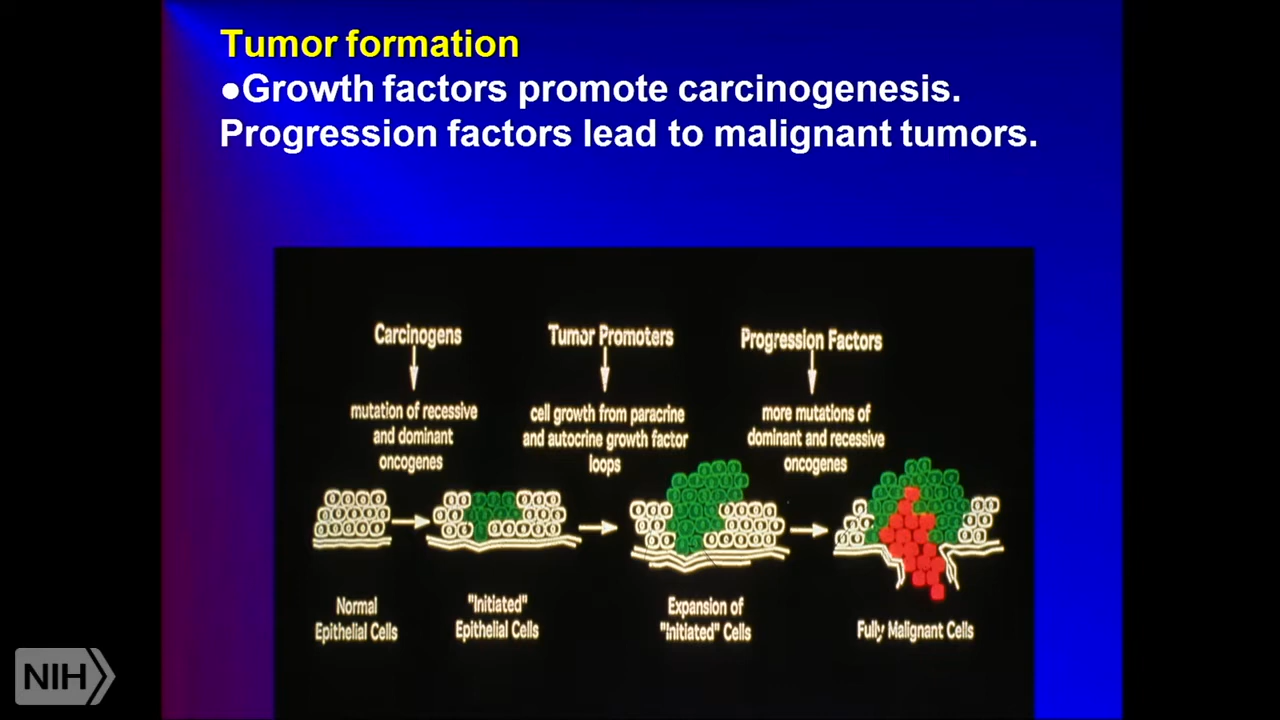 Tumor formation
●Growth factors promote carcinogenesis.
Progression factors lead to malignant tumors.
Carcinogens
Tumor Promoters
Progression Factors
mutation of recessive
and dominant
oncogenes
cell growth from paracrine
and autocrine growth factor
loops
more mutations of
dominant and recessive
oncogenes
Normal
Epithelial Cells
"Initiated"
Epithelial Cells
Expansion of
"Initiated" Cells
Fully Malignant Cells
NIH